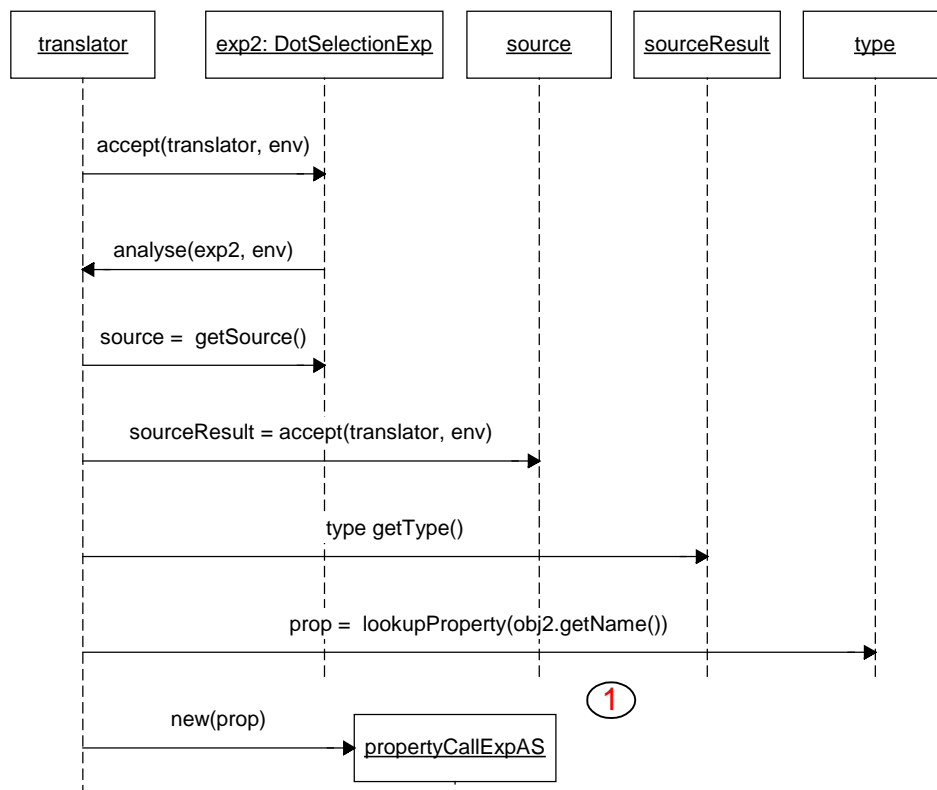 translator
exp2: DotSelectionExp
source
sourceResult
type
accept(translator, env)
analyse(exp2, env)
source =  getSource()
sourceResult = accept(translator, env)
type getType()
prop =  lookupProperty(obj2.getName())
1
new(prop)
propertyCallExpAS